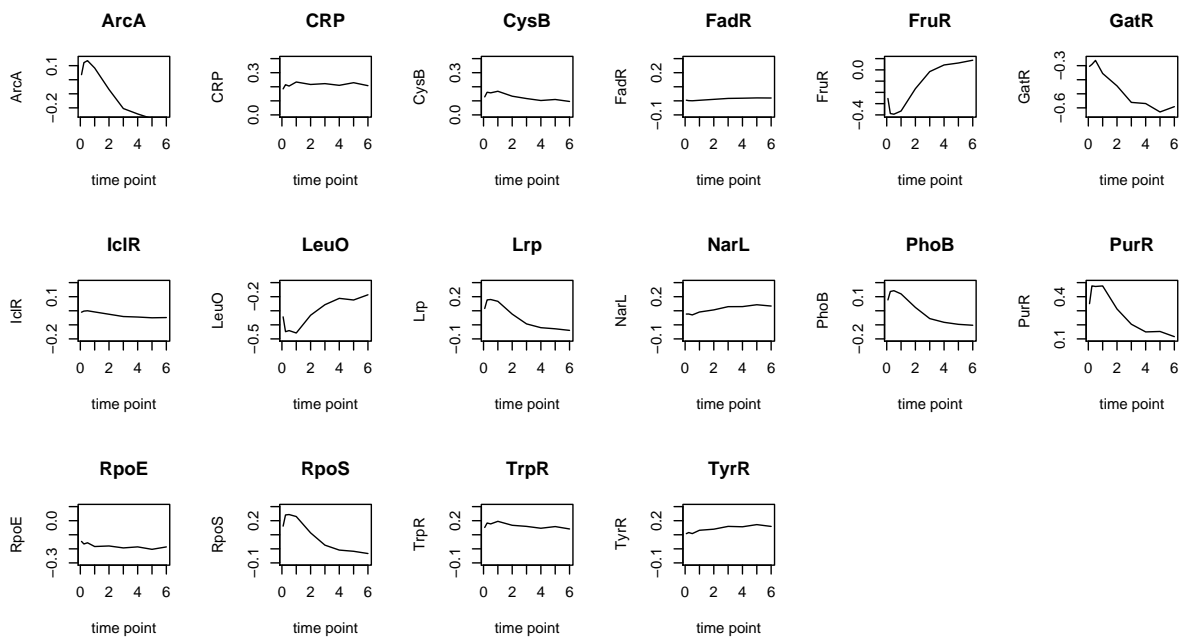 ArcA CRP CysB FadR FruR GatR
ArcA −0.2 0.1
CRP 0.0 0.3
CysB 0.0 0.3
FadR −0.1 0.2
FruR −0.4 0.0
GatR −0.6 −0.3
0 2 4 6 0 2 4 6 0 2 4 6 0 2 4 6 0 2 4 6 0 2 4 6
time point time point time point time point time point time point
IclR LeuO Lrp NarL PhoB PurR
IclR −0.2 0.1
LeuO −0.5 −0.2
Lrp −0.1 0.2
NarL −0.1 0.2
PhoB −0.2 0.1
PurR 0.1 0.4
0 2 4 6 0 2 4 6 0 2 4 6 0 2 4 6 0 2 4 6 0 2 4 6
time point time point time point time point time point time point
RpoE RpoS TrpR TyrR
RpoE −0.3 0.0
RpoS −0.1 0.2
TrpR −0.1 0.2
TyrR −0.1 0.2
0 2 4 6 0 2 4 6 0 2 4 6 0 2 4 6
time point time point time point time point